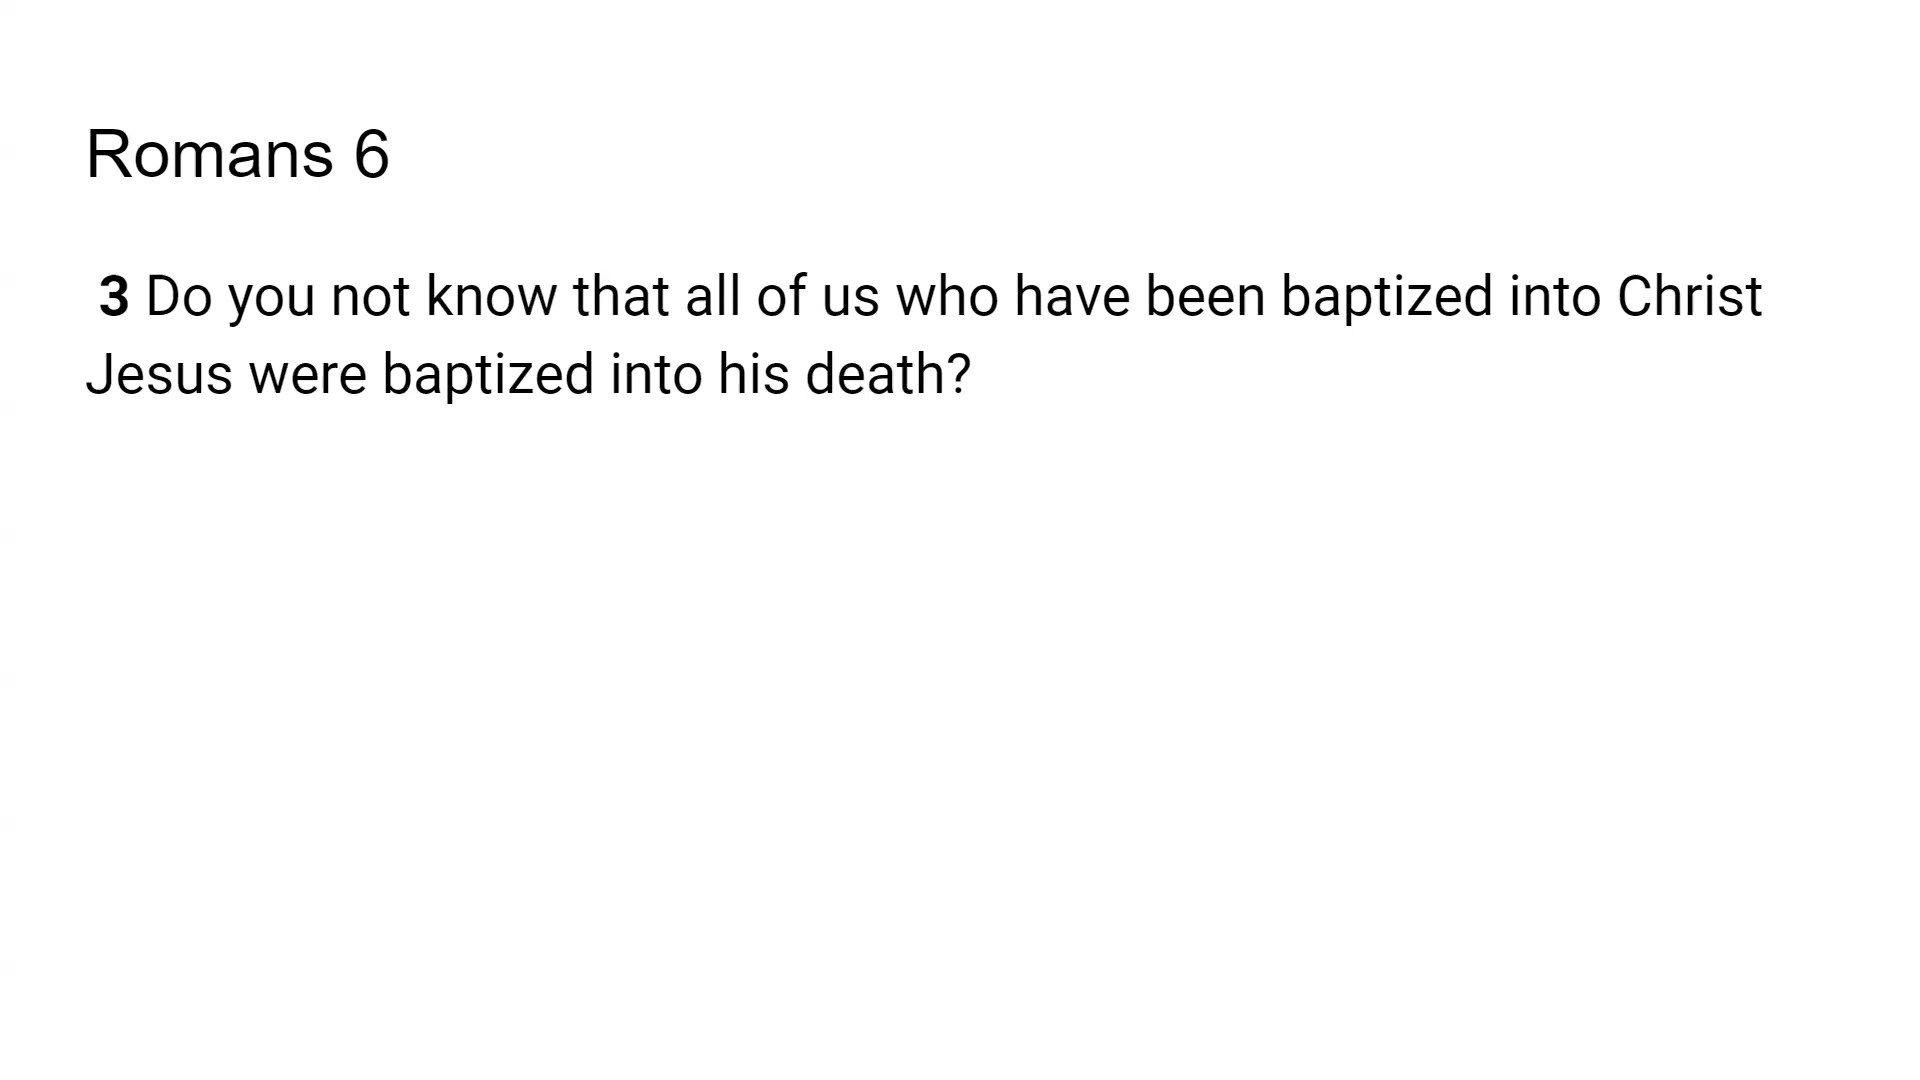 Romans 6
3 Do you not know that all of us who have been baptized into Christ
Jesus were baptized into his death?